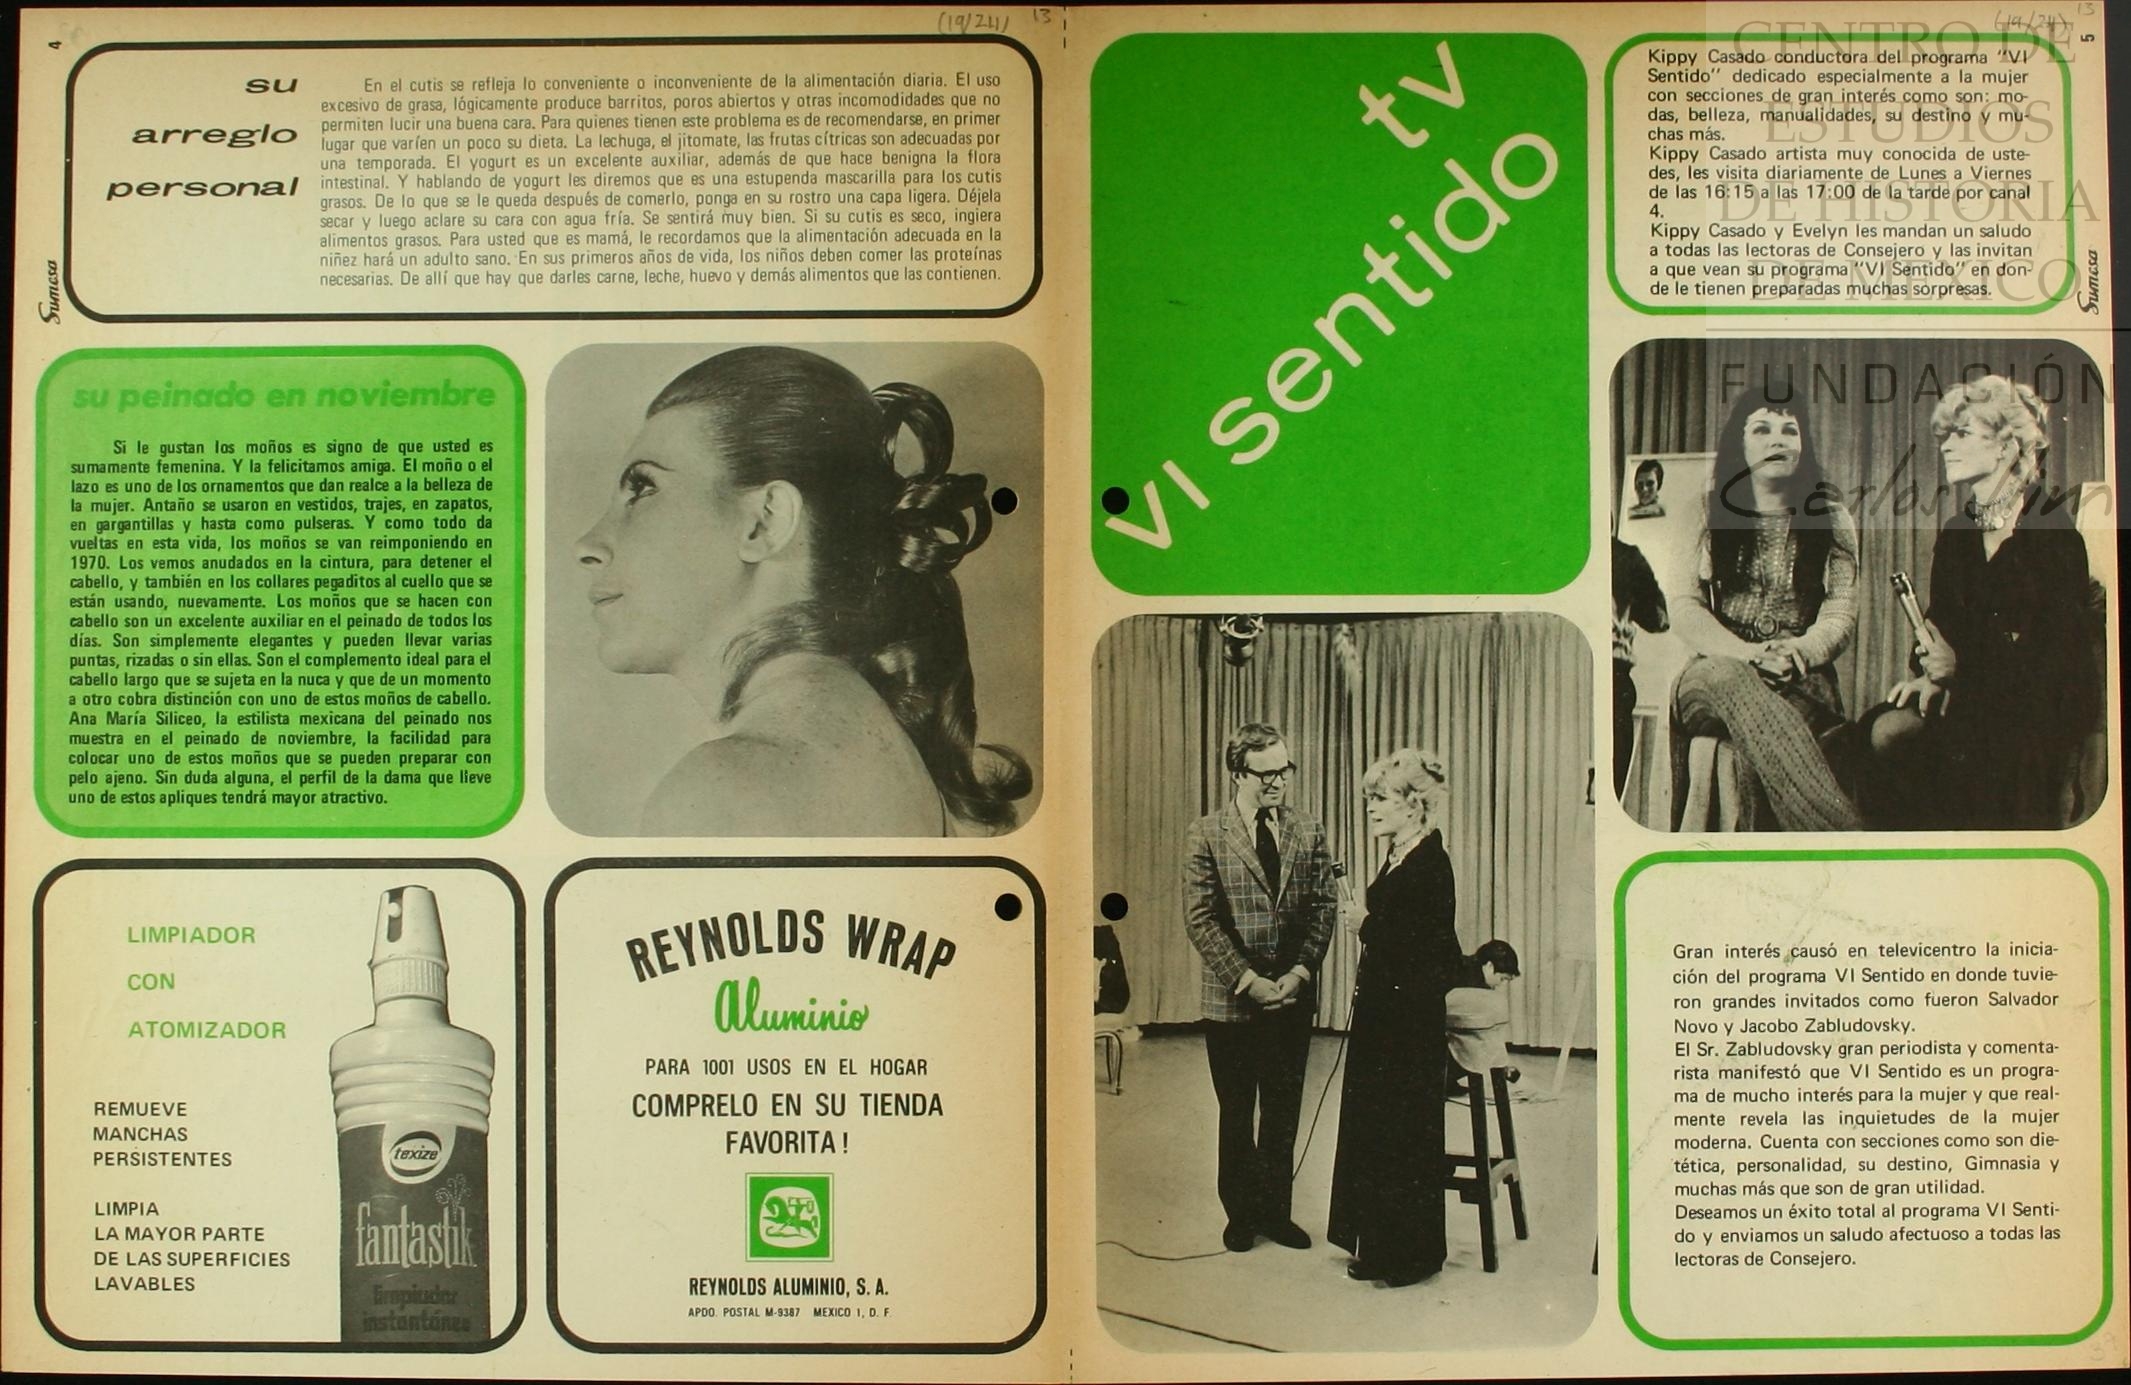 (19/24) 13
4
su
arreglo
personal
En el cutis se refleja lo conveniente o inconveniente de la alimentación diaria. El uso
excesivo de grasa, lógicamente produce barritos, poros abiertos y otras incomodidades que no
permiten lucir una buena cara. Para quienes tienen este problema es de recomendarse, en primer
lugar que varíen un poco su dieta. La lechuga, el jitomate, las frutas cítricas son adecuadas por
una temporada. El yogurt es un excelente auxiliar, además de que hace benigna la flora
intestinal. Y hablando de yogurt les diremos que es una estupenda mascarilla para los cutis
grasos. De lo que se le queda después de comerlo, ponga en su rostro una capa ligera. Déjela
secar y luego aclare su cara con agua fría. Se sentirá muy bien. Si su cutis es seco, ingiera
alimentos grasos. Para usted que es mamá, le recordamos que la alimentación adecuada en la
niñez hará un adulto sano. En sus primeros años de vida, los niños deben comer las proteínas
necesarias. De allí que hay que darles carne, leche, huevo y demás alimentos que las contienen.
Sumesa
su peinado en noviembre
Si le gustan los moños es signo de que usted es
sumamente femenina. Y la felicitamos amiga. El moño o el
lazo es uno de los ornamentos que dan realce a la belleza de
la mujer. Antaño se usaron en vestidos, trajes, en zapatos,
en gargantillas y hasta como pulseras. Y como todo da
vueltas en esta vida, los moños se van reimponiendo en
1970. Los vemos anudados en la cintura, para detener el
cabello, y también en los collares pegaditos al cuello que se
están usando, nuevamente. Los moños que se hacen con
cabello son un excelente auxiliar en el peinado de todos los
días. Son simplemente elegantes y pueden llevar varias
puntas, rizadas o sin ellas. Son el complemento ideal para el
cabello largo que se sujeta en la nuca y que de un momento
a otro cobra distinción con uno de estos moños de cabello.
Ana María Siliceo, la estilista mexicana del peinado nos
muestra en el peinado de noviembre, la facilidad para
colocar uno de estos moños que se pueden preparar con
pelo ajeno. Sin duda alguna, el perfil de la dama que lleve
uno de estos apliques tendrá mayor atractivo.
LIMPIADOR
CON
ATOMIZADOR
REMUEVE
MANCHAS
PERSISTENTES
LIMPIA
LA MAYOR PARTE
DE LAS SUPERFICIES
LAVABLES
texize
fantastik
limpiador
instantáneo
REYNOLDS WRAP
Aluminio
PARA 1001 USOS EN EL HOGAR
COMPRELO EN SU TIENDA
FAVORITA!
REYNOLDS ALUMINIO, S. A.
APDO. POSTAL M-9387 MEXICO 1, D. F.
tv
VI sentido
(19/24) 13
5
Kippy Casado conductora del programa "VI
Sentido" dedicado especialmente a la mujer
con secciones de gran interés como son: mo-
das, belleza, manualidades, su destino y mu-
chas más.
Kippy Casado artista muy conocida de uste-
des, les visita diariamente de Lunes a Viernes
de las 16:15 a las 17:00 de la tarde por canal
4.
Kippy Casado y Evelyn les mandan un saludo
a todas las lectoras de Consejero y las invitan
a que vean su programa "VI Sentido" en don-
de le tienen preparadas muchas sorpresas.
Sumesa
CENTRO DE
ESTUDIOS
DE HISTORIA
DE MEXICO
FUNDACIÓN
Carlos Slim
Gran interés causó en televicentro la inicia-
ción del programa VI Sentido en donde tuvie-
ron grandes invitados como fueron Salvador
Novo y Jacobo Zabludovsky.
El Sr. Zabludovsky gran periodista y comenta-
rista manifestó que VI Sentido es un progra-
ma de mucho interés para la mujer y que real-
mente revela las inquietudes de la mujer
moderna. Cuenta con secciones como son die-
tética, personalidad, su destino, Gimnasia y
muchas más que son de gran utilidad.
Deseamos un éxito total al programa VI Senti-
do y enviamos un saludo afectuoso a todas las
lectoras de Consejero.